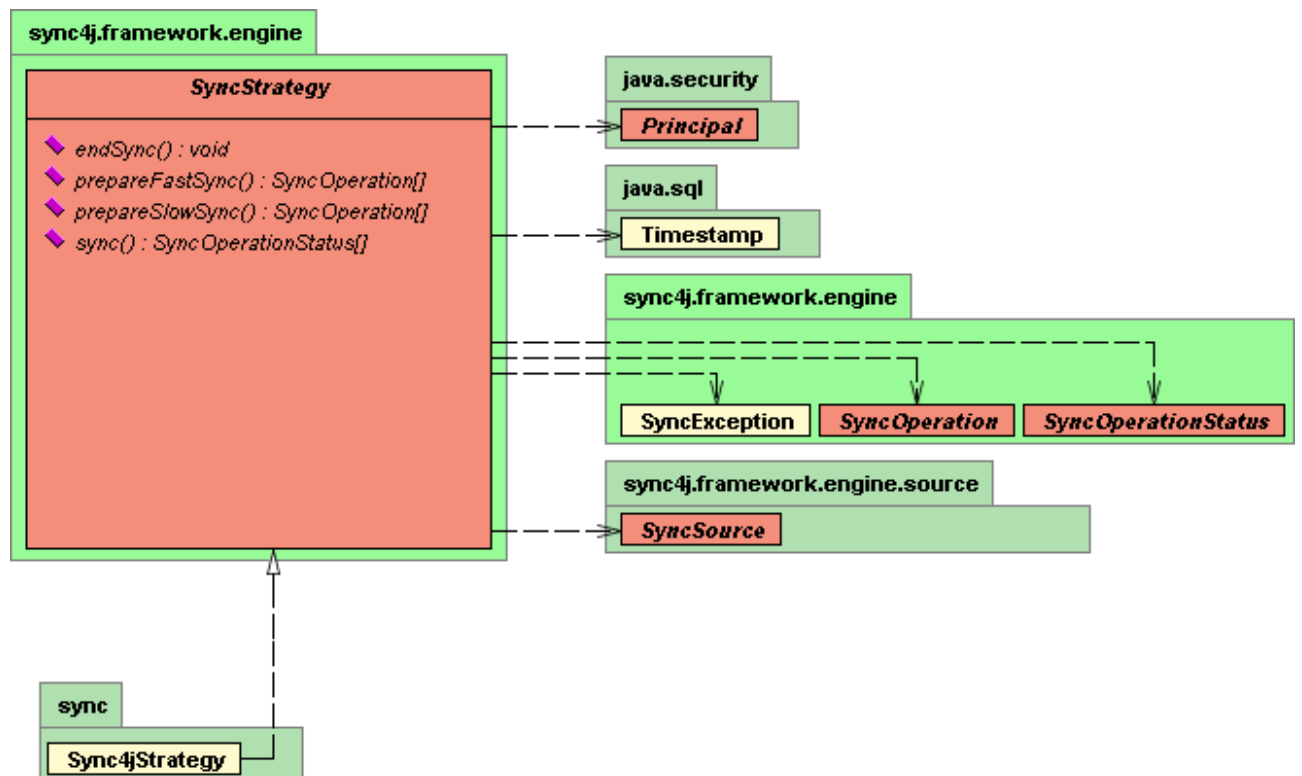 sync4j.framework.engine
SyncStrategy
endSync() : void
prepareFastSync() : SyncOperation[]
prepareSlowSync() : SyncOperation[]
sync() : SyncOperationStatus[]
java.security
Principal
java.sql
Timestamp
sync4j.framework.engine
SyncException
SyncOperation
SyncOperationStatus
sync4j.framework.engine.source
SyncSource
sync
Sync4jStrategy